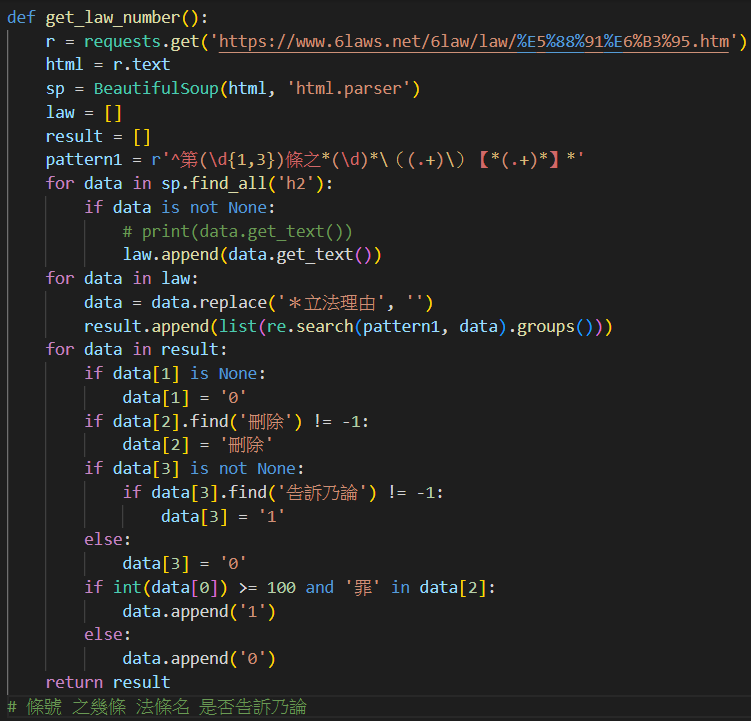 def get_law_number():
    r = requests.get('https://www.6laws.net/6law/law/%E5%88%91%E6%B3%95.htm')
    html = r.text
    sp = BeautifulSoup(html, 'html.parser')
    law = []
    result = []
    pattern1 = r'^第(\d{1,3})條之*(\d)*\（(.+)\）【*(.+)*】*'
    for data in sp.find_all('h2'):
        if data is not None:
            # print(data.get_text())
            law.append(data.get_text())
    for data in law:
        data = data.replace('＊立法理由', '')
        result.append(list(re.search(pattern1, data).groups()))
    for data in result:
        if data[1] is None:
            data[1] = '0'
        if data[2].find('刪除') != -1:
            data[2] = '刪除'
        if data[3] is not None:
            if data[3].find('告訴乃論') != -1:
                data[3] = '1'
        else:
            data[3] = '0'
        if int(data[0]) >= 100 and '罪' in data[2]:
            data.append('1')
        else:
            data.append('0')
    return result
# 條號 之幾條 法條名 是否告訴乃論